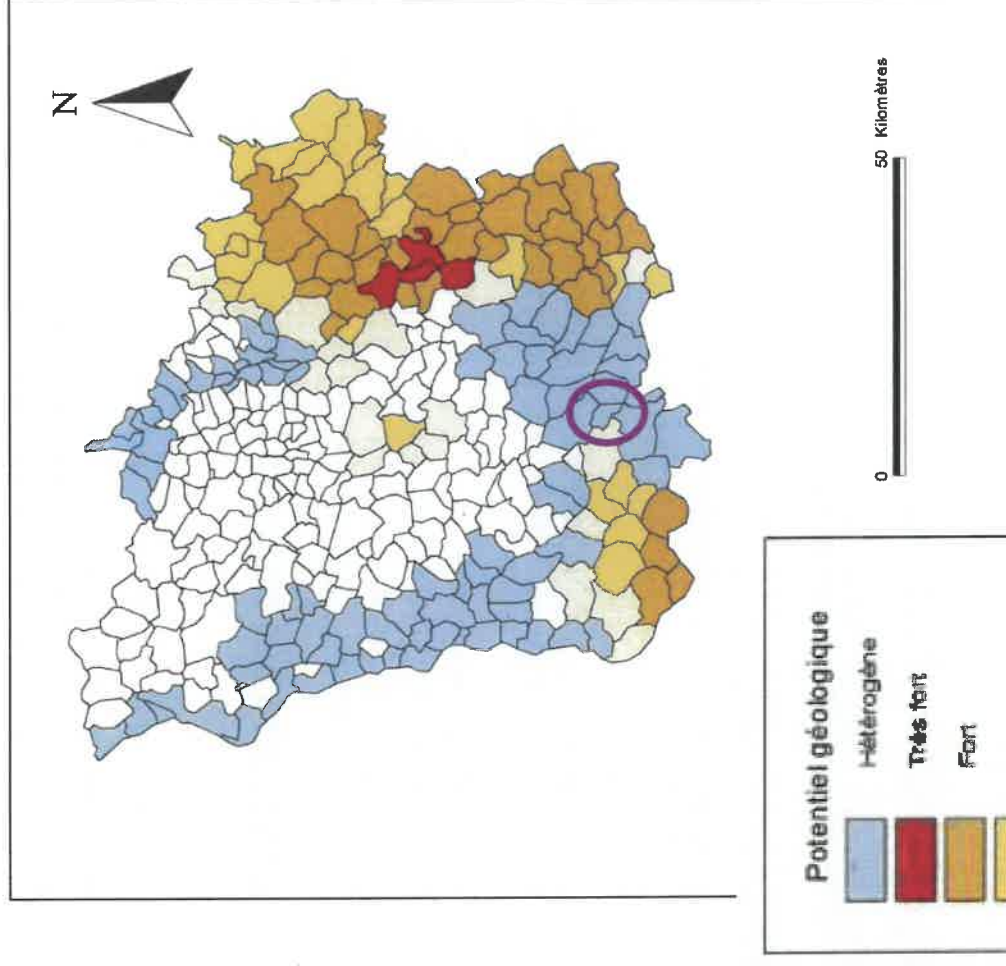 N
0 50 Kilomètres
Potentiel géologique
Hétérogène
Très fort
Fort